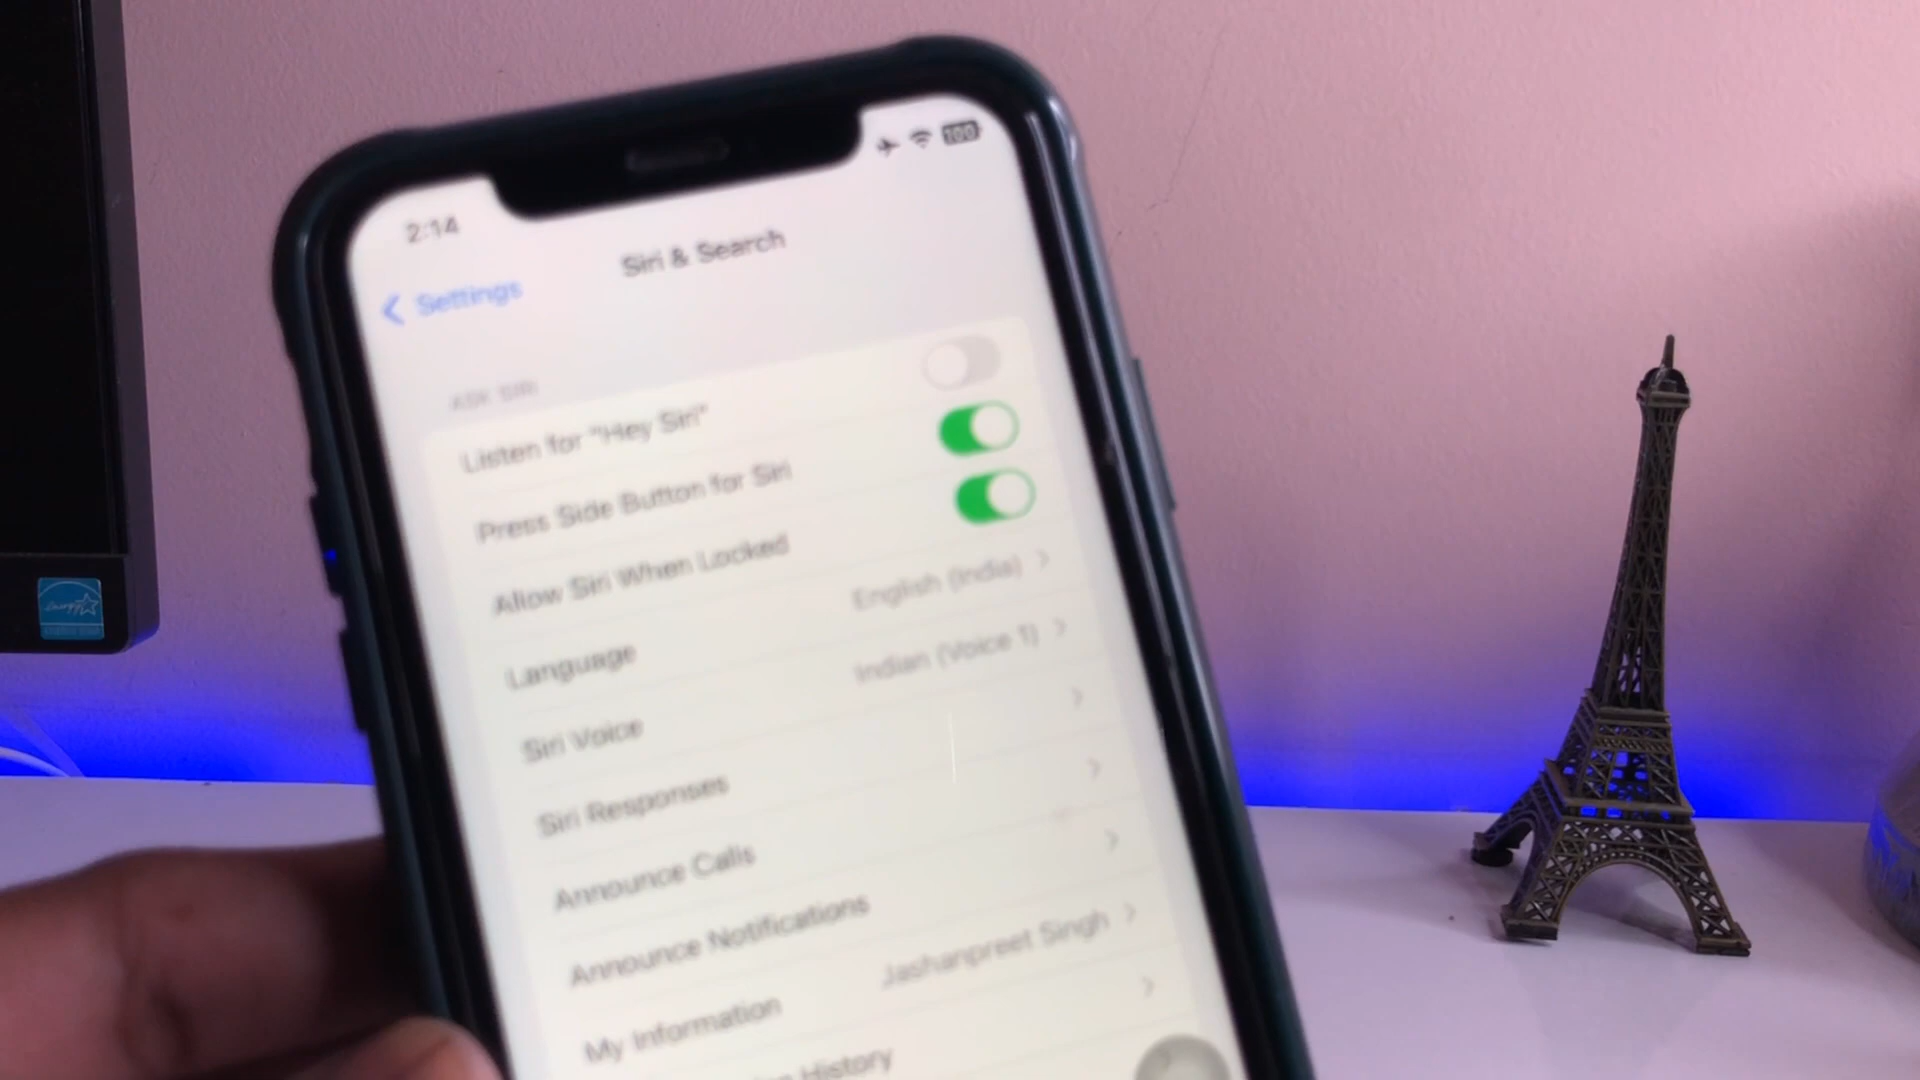 2:14
100
Siri & Search
Settings
ASK SIRI
Listen for "Hey Siri"
Press Side Button for Siri
Allow Siri When Locked
Language English (India)
Siri Voice Indian (Voice 1)
Siri Responses
Announce Calls
Announce Notifications
My Information Jashanpreet Singh
History
energy